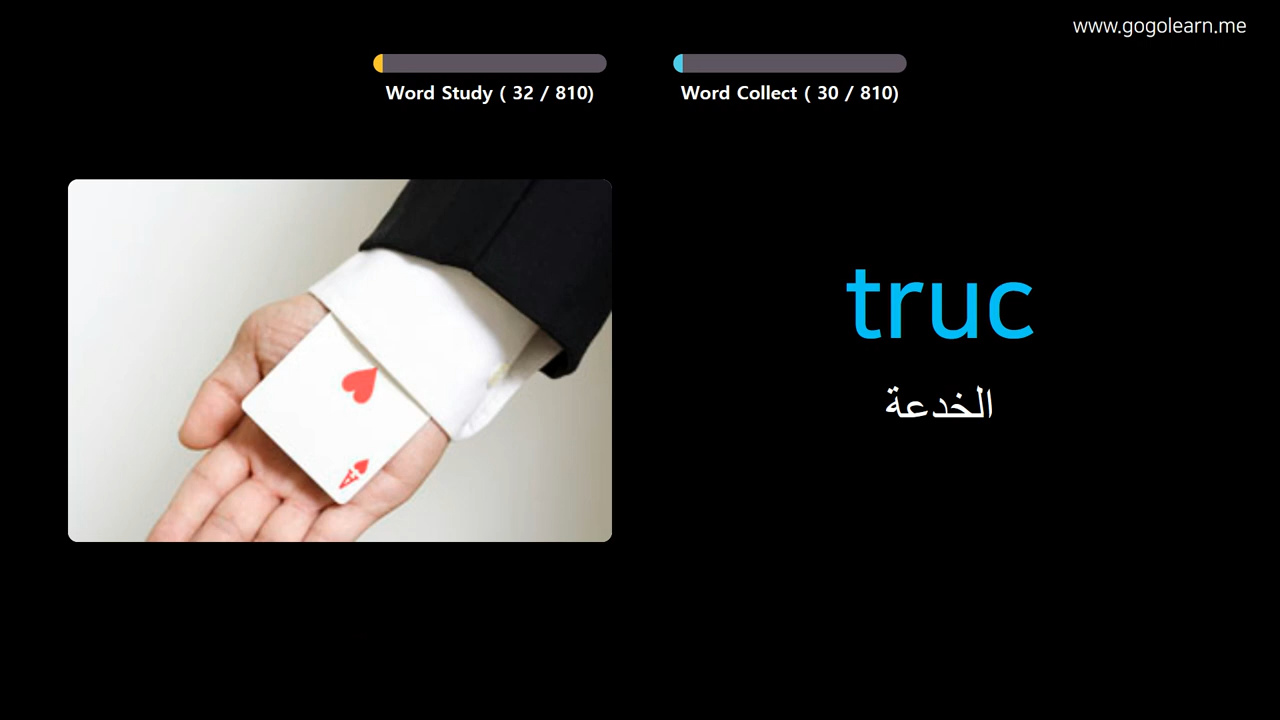 www.gogolearn.me
Word Study ( 32 / 810)
Word Collect ( 30 / 810)
truc
الخدعة
A